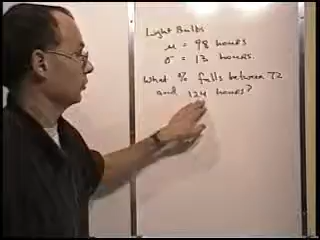 Light Bulbs
μ = 98 hours
σ = 13 hours.
What % falls between 72
and 124 hours?